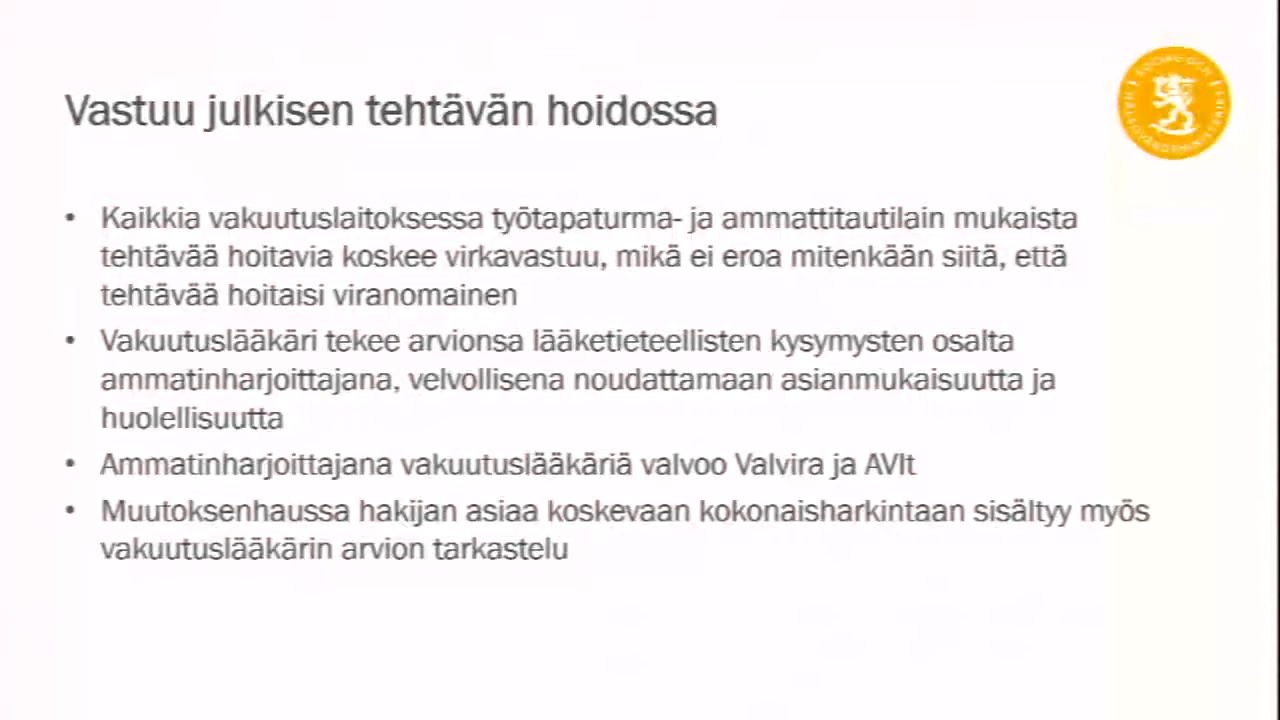 Vastuu julkisen tehtävän hoidossa
• Kaikkia vakuutuslaitoksessa työtapaturma- ja ammattitautilain mukaista
tehtävää hoitavia koskee virkavastuu, mikä ei eroa mitenkään siitä, että
tehtävää hoitaisi viranomainen
• Vakuutuslääkäri tekee arvionsa lääketieteellisten kysymysten osalta
ammatinharjoittajana, velvollisena noudattamaan asianmukaisuutta ja
huolellisuutta
• Ammatinharjoittajana vakuutuslääkäriä valvoo Valvira ja AVIt
• Muutoksenhaussa hakijan asiaa koskevaan kokonaisharkintaan sisältyy myös
vakuutuslääkärin arvion tarkastelu